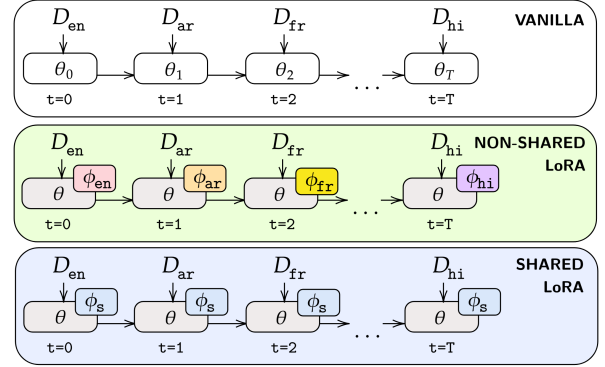 D_en D_ar D_fr D_hi VANILLA
θ_0 θ_1 θ_2 ... θ_T
t=0 t=1 t=2 t=T
D_en D_ar D_fr D_hi NON-SHARED
LoRA
θ ϕ_en θ ϕ_ar θ ϕ_fr ... θ ϕ_hi
t=0 t=1 t=2 t=T
D_en D_ar D_fr D_hi SHARED
LoRA
θ ϕ_s θ ϕ_s θ ϕ_s ... θ ϕ_s
t=0 t=1 t=2 t=T